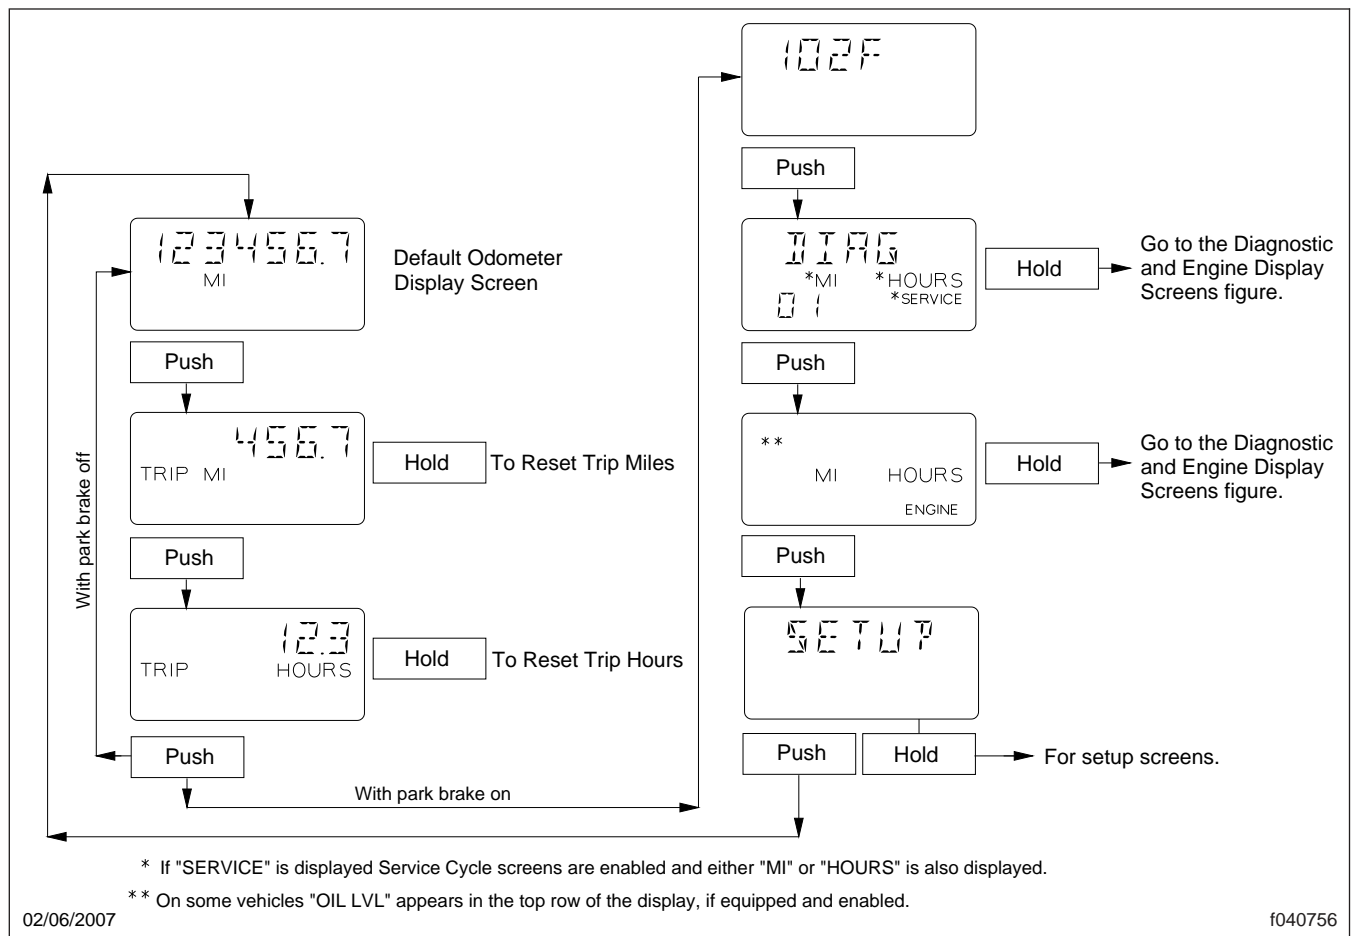 123456.7
MI
Default Odometer
Display Screen
Push
456.7
TRIP MI
Hold
To Reset Trip Miles
Push
12.3
TRIP HOURS
Hold
To Reset Trip Hours
Push
With park brake off
With park brake on
102F
Push
DIAG
*MI *HOURS
01 *SERVICE
Hold
Go to the Diagnostic
and Engine Display
Screens figure.
Push
**
MI HOURS
ENGINE
Hold
Go to the Diagnostic
and Engine Display
Screens figure.
Push
SETUP
Push
Hold
For setup screens.
* If "SERVICE" is displayed Service Cycle screens are enabled and either "MI" or "HOURS" is also displayed.
** On some vehicles "OIL LVL" appears in the top row of the display, if equipped and enabled.
02/06/2007
f040756